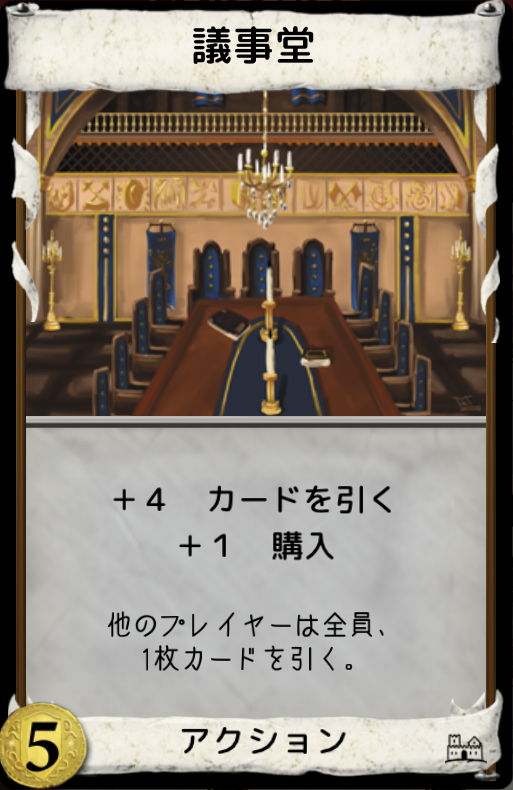 議事堂
+4 カードを引く
+1 購入
他のプレイヤーは全員、
1枚カードを引く。
5
アクション